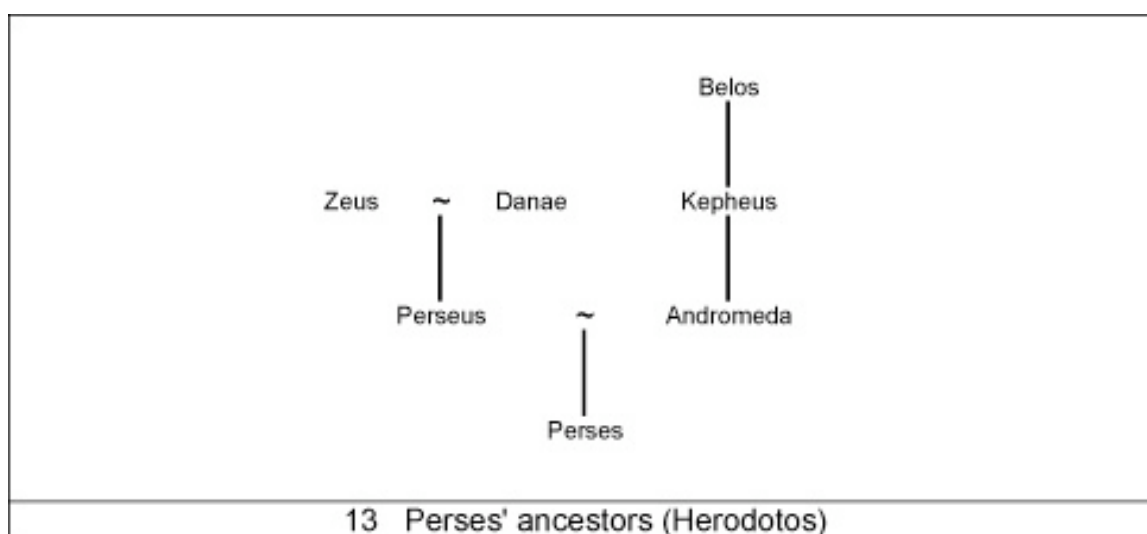 Belos
Zeus ~ Danae Kepheus
Perseus ~ Andromeda
Perses
13 Perses' ancestors (Herodotos)